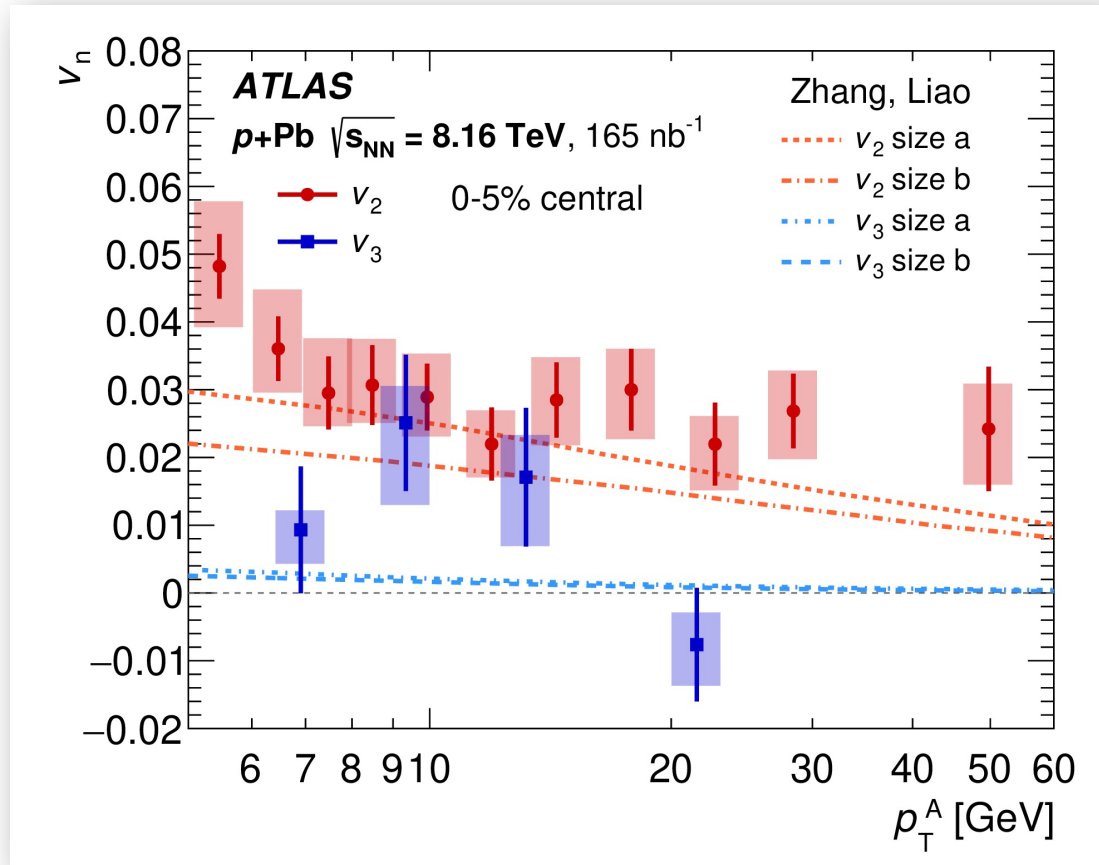 v_n
0.08
0.07
0.06
0.05
0.04
0.03
0.02
0.01
0
−0.01
−0.02
ATLAS
p+Pb √s_NN = 8.16 TeV, 165 nb^-1
v_2 0-5% central
v_3
Zhang, Liao
v_2 size a
v_2 size b
v_3 size a
v_3 size b
6 7 8 9 10 20 30 40 50 60
p_T^A [GeV]